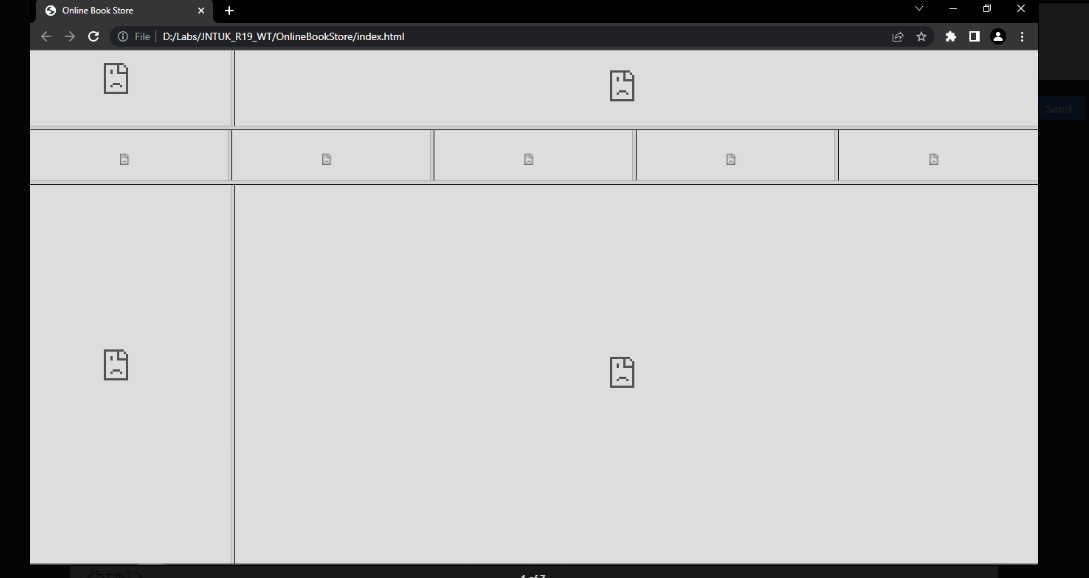 Online Book Store
File D:/Labs/JNTUK_R19_WT/OnlineBookStore/index.html
Send